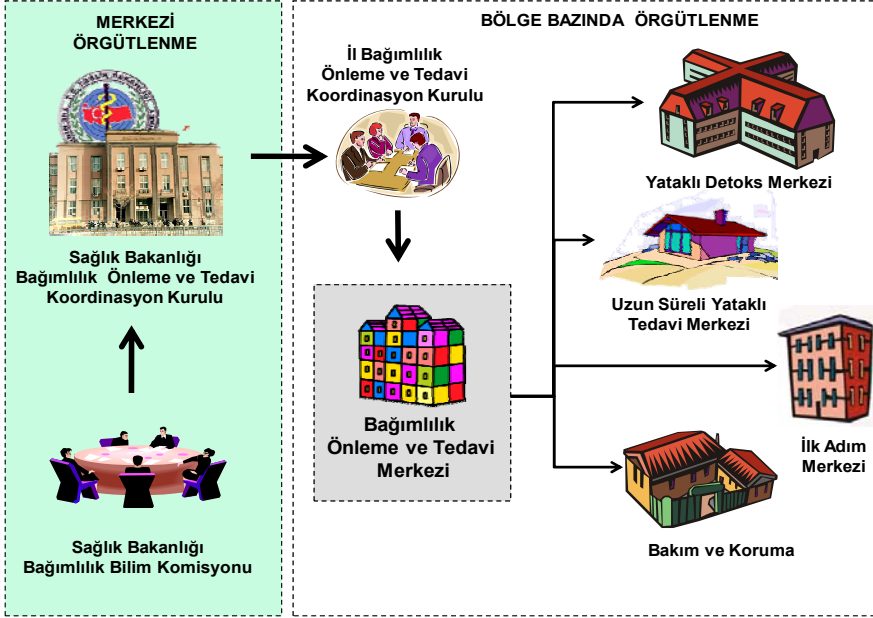 MERKEZİ
ÖRGÜTLENME
Sağlık Bakanlığı
Bağımlılık Önleme ve Tedavi
Koordinasyon Kurulu
Sağlık Bakanlığı
Bağımlılık Bilim Komisyonu
BÖLGE BAZINDA ÖRGÜTLENME
İl Bağımlılık
Önleme ve Tedavi
Koordinasyon Kurulu
Bağımlılık
Önleme ve Tedavi
Merkezi
Yataklı Detoks Merkezi
Uzun Süreli Yataklı
Tedavi Merkezi
İlk Adım
Merkezi
Bakım ve Koruma